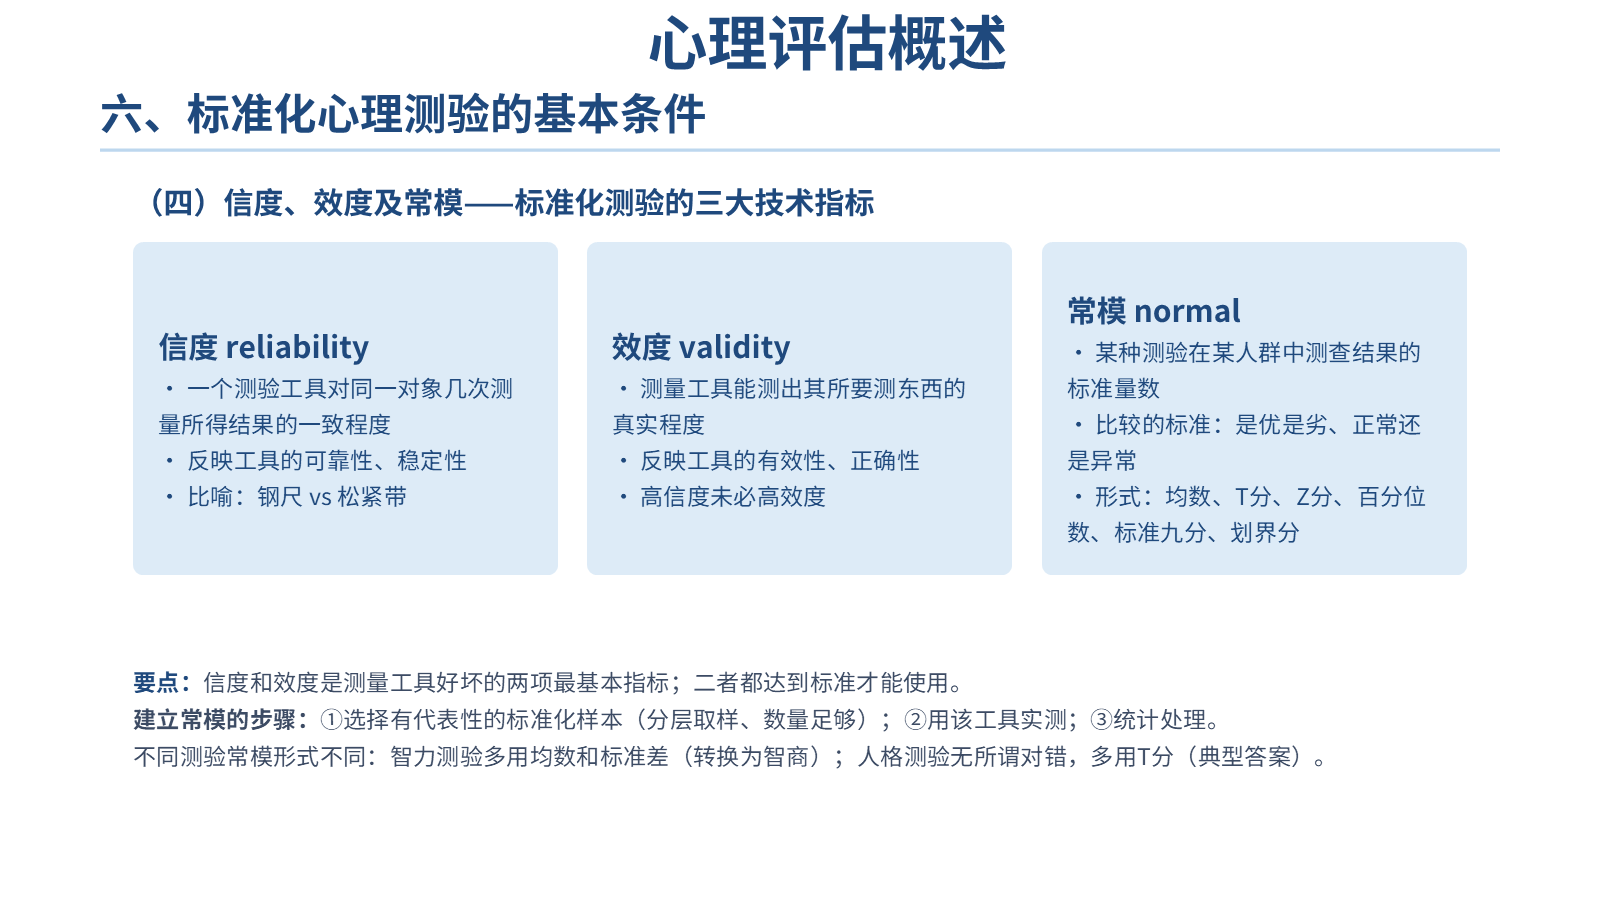 心理评估概述
六、标准化心理测验的基本条件
（四）信度、效度及常模——标准化测验的三大技术指标
信度 reliability
・ 一个测验工具对同一对象几次测
量所得结果的一致程度
・ 反映工具的可靠性、稳定性
・ 比喻：钢尺 vs 松紧带
效度 validity
・ 测量工具能测出其所要测东西的
真实程度
・ 反映工具的有效性、正确性
・ 高信度未必高效度
常模 normal
・ 某种测验在某人群中测查结果的
标准量数
・ 比较的标准：是优是劣、正常还
是异常
・ 形式：均数、T分、Z分、百分位
数、标准九分、划界分
要点：信度和效度是测量工具好坏的两项最基本指标；二者都达到标准才能使用。
建立常模的步骤：①选择有代表性的标准化样本（分层取样、数量足够）；②用该工具实测；③统计处理。
不同测验常模形式不同：智力测验多用均数和标准差（转换为智商）；人格测验无所谓对错，多用T分（典型答案）。